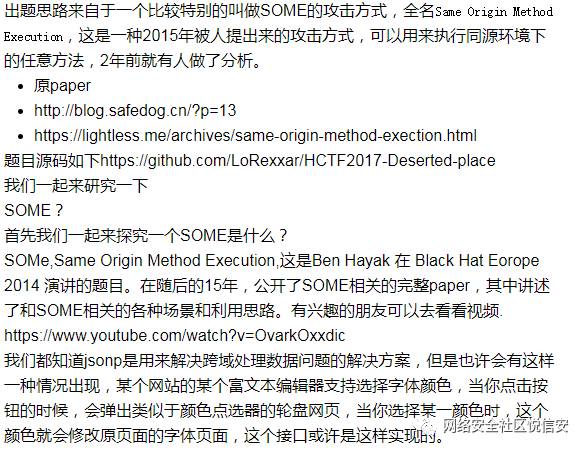 出题思路来自于一个比较特别的叫做SOME的攻击方式，全名Same Origin Method
Execution，这是一种2015年被人提出来的攻击方式，可以用来执行同源环境下
的任意方法，2年前就有人做了分析。
• 原paper
• http://blog.safedog.cn/?p=13
• https://lightless.me/archives/same-origin-method-exection.html
题目源码如下https://github.com/LoRexxar/HCTF2017-Deserted-place
我们一起来研究一下
SOME？
首先我们一起来探究一个SOME是什么？
SOMe,Same Origin Method Execution,这是Ben Hayak 在 Black Hat Eorope
2014 演讲的题目。在随后的15年，公开了SOME相关的完整paper，其中讲述
了和SOME相关的各种场景和利用思路。有兴趣的朋友可以去看看视频.
https://www.youtube.com/watch?v=OvarkOxxdic
我们都知道jsonp是用来解决跨域处理数据问题的解决方案，但是也许会有这样
一种情况出现，某个网站的某个富文本编辑器支持选择字体颜色，当你点击按
钮的时候，会弹出类似于颜色点选器的轮盘网页，当你选择某一颜色时，这个
颜色就会修改原页面的字体页面，这个接口或许是这样实现的。
网络安全社区悦信安